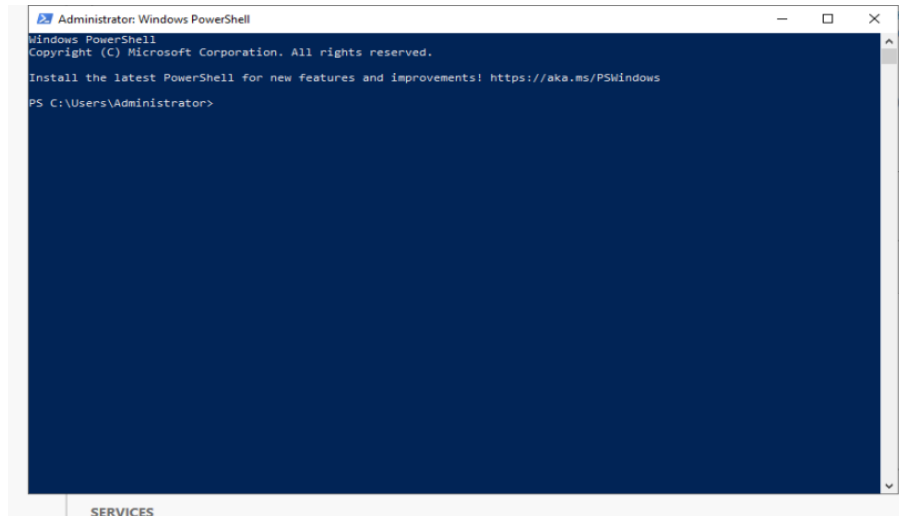 Administrator: Windows PowerShell
Windows PowerShell
Copyright (C) Microsoft Corporation. All rights reserved.
Install the latest PowerShell for new features and improvements! https://aka.ms/PSWindows
PS C:\Users\Administrator>
SERVICES